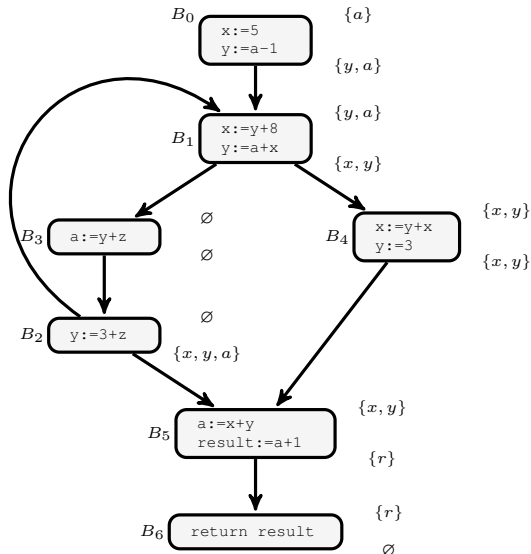 B0
{a}
x:=5
y:=a−1
{y, a}
{y, a}
B1
x:=y+8
y:=a+x
{x, y}
B3
∅
a:=y+z
∅
B4
{x, y}
x:=y+x
y:=3
{x, y}
B2
∅
y:=3+z
{x, y, a}
B5
{x, y}
a:=x+y
result:=a+1
{r}
B6
{r}
return result
∅